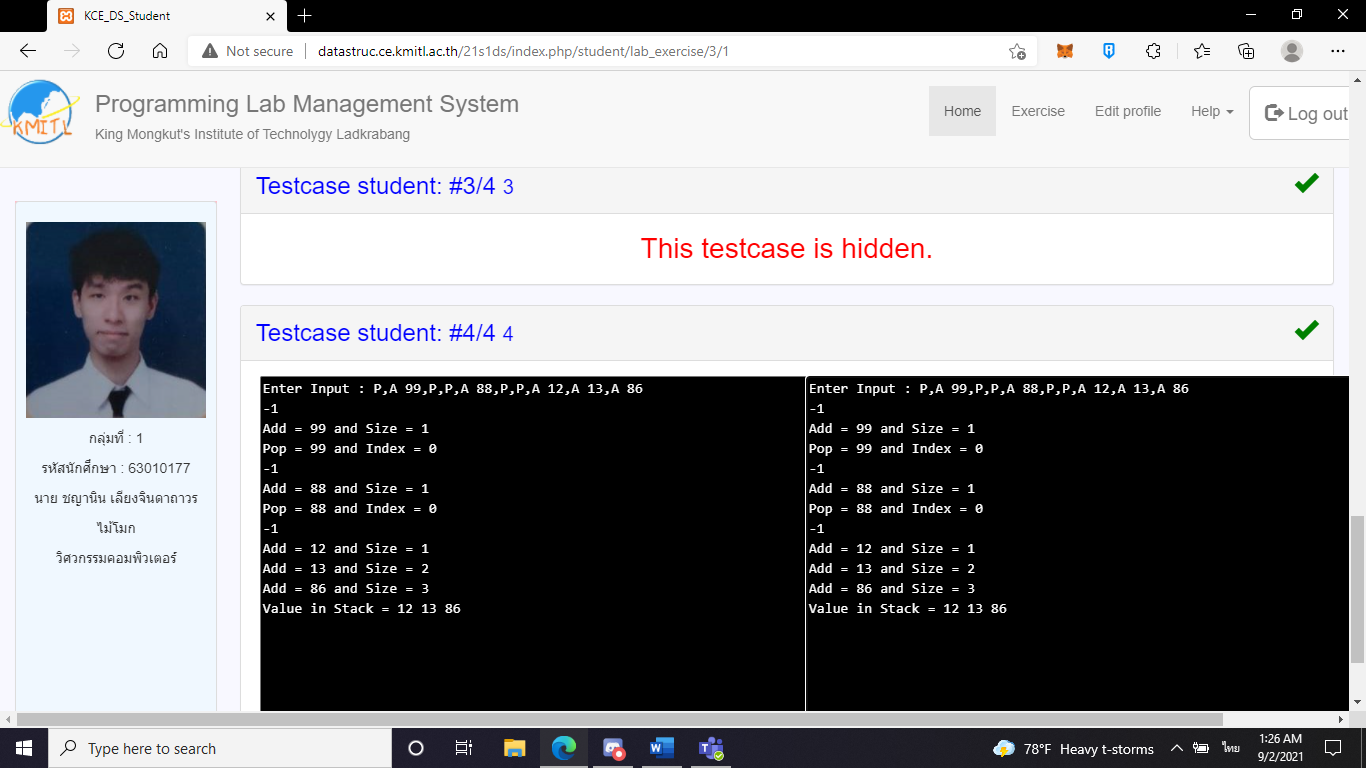 KCE_DS_Student
Not secure
datastruc.ce.kmitl.ac.th/21s1ds/index.php/student/lab_exercise/3/1
KMITL
Programming Lab Management System
King Mongkut's Institute of Technolygy Ladkrabang
Home
Exercise
Edit profile
Help
Log out
กลุ่มที่ : 1
รหัสนักศึกษา : 63010177
นาย ชญานิน เลียงจินดาถาวร
ไม้โมก
วิศวกรรมคอมพิวเตอร์
Testcase student: #3/4 3
This testcase is hidden.
Testcase student: #4/4 4
Enter Input : P,A 99,P,P,A 88,P,P,A 12,A 13,A 86
-1
Add = 99 and Size = 1
Pop = 99 and Index = 0
-1
Add = 88 and Size = 1
Pop = 88 and Index = 0
-1
Add = 12 and Size = 1
Add = 13 and Size = 2
Add = 86 and Size = 3
Value in Stack = 12 13 86
Enter Input : P,A 99,P,P,A 88,P,P,A 12,A 13,A 86
-1
Add = 99 and Size = 1
Pop = 99 and Index = 0
-1
Add = 88 and Size = 1
Pop = 88 and Index = 0
-1
Add = 12 and Size = 1
Add = 13 and Size = 2
Add = 86 and Size = 3
Value in Stack = 12 13 86
Type here to search
78°F Heavy t-storms
ไทย
1:26 AM
9/2/2021